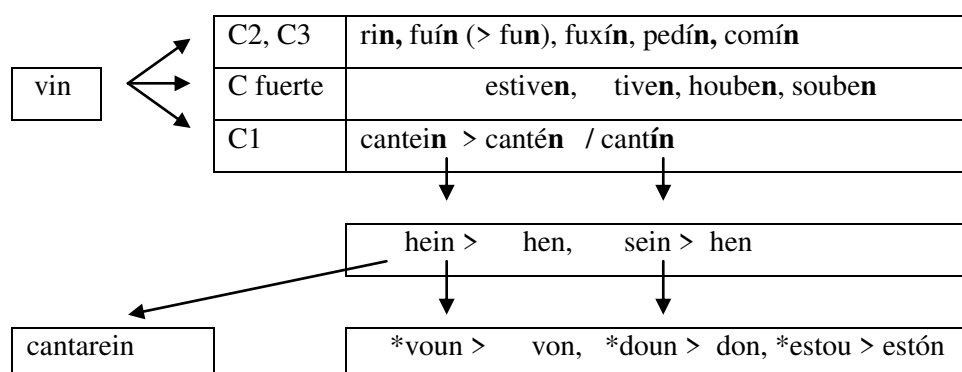 C2, C3 rin, fuín (> fun), fuxín, pedín, comín
vin C fuerte estiven, tiven, houben, souben
C1 cantein > cantén / cantín
hein > hen, sein > hen
cantarein *voun > von, *doun > don, *estou > estón